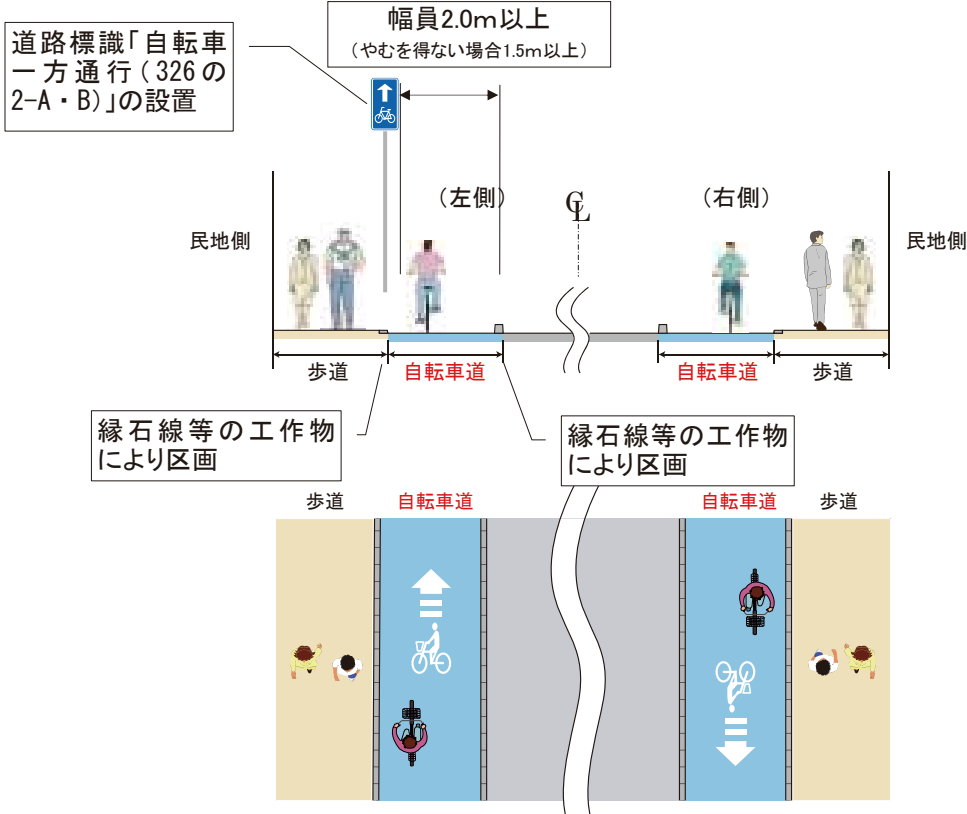 幅員2.0m以上
(やむを得ない場合1.5m以上)
道路標識「自転車
一方通行(326の
2-A・B)」の設置
(左側)
℄
(右側)
民地側
民地側
歩道
自転車道
自転車道
歩道
縁石線等の工作物
により区画
縁石線等の工作物
により区画
歩道
自転車道
自転車道
歩道